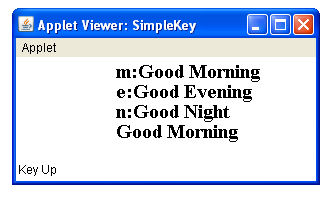 Applet Viewer: SimpleKey
Applet
m:Good Morning
e:Good Evening
n:Good Night
Good Morning
Key Up